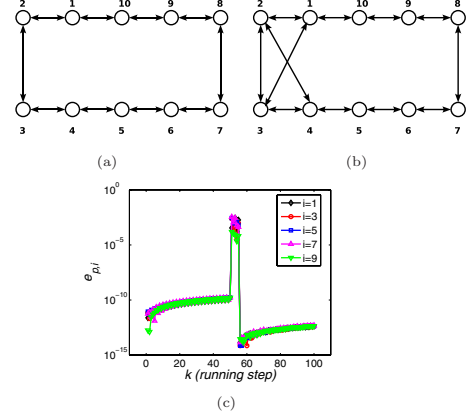 2 1 10 9 8
3 4 5 6 7
(a)
2 1 10 9 8
3 4 5 6 7
(b)
10^0
10^-5
10^-10
10^-15
e_{p,i}
i=1
i=3
i=5
i=7
i=9
0 20 40 60 80 100
k (running step)
(c)